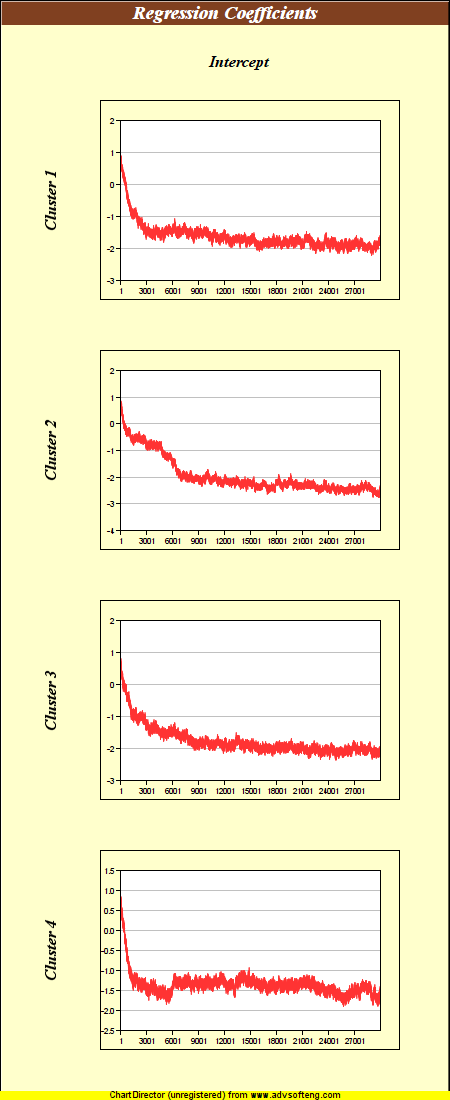 Regression Coefficients
Intercept
Cluster 1
2
1
0
-1
-2
-3
1 3001 6001 9001 12001 15001 18001 21001 24001 27001
Cluster 2
2
1
0
-1
-2
-3
-4
1 3001 6001 9001 12001 15001 18001 21001 24001 27001
Cluster 3
2
1
0
-1
-2
-3
1 3001 6001 9001 12001 15001 18001 21001 24001 27001
Cluster 4
1.5
1.0
0.5
0.0
-0.5
-1.0
-1.5
-2.0
-2.5
1 3001 6001 9001 12001 15001 18001 21001 24001 27001
ChartDirector (unregistered) from www.advsofteng.com